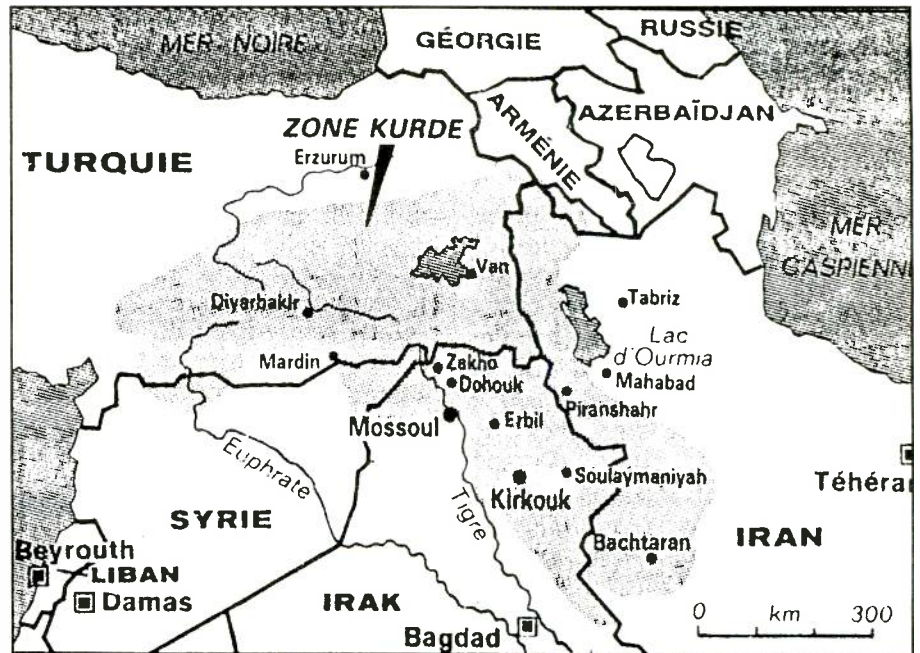 MER NOIRE
GÉORGIE
RUSSIE
AZERBAÏDJAN
ARMÉNIE
ZONE KURDE
Erzurum
TURQUIE
MER
CASPIENN
Van
Tabriz
Diyarbakir
Lac
d'Ourmia
Mardin
Zakho
Dohouk
Mahabad
Piranshahr
Mossoul
Erbil
Euphrate
Tigre
Kirkouk
Soulaymaniyah
Téhéra
SYRIE
Bachtaran
IRAN
Beyrouth
LIBAN
Damas
IRAK
Bagdad
0 km 300